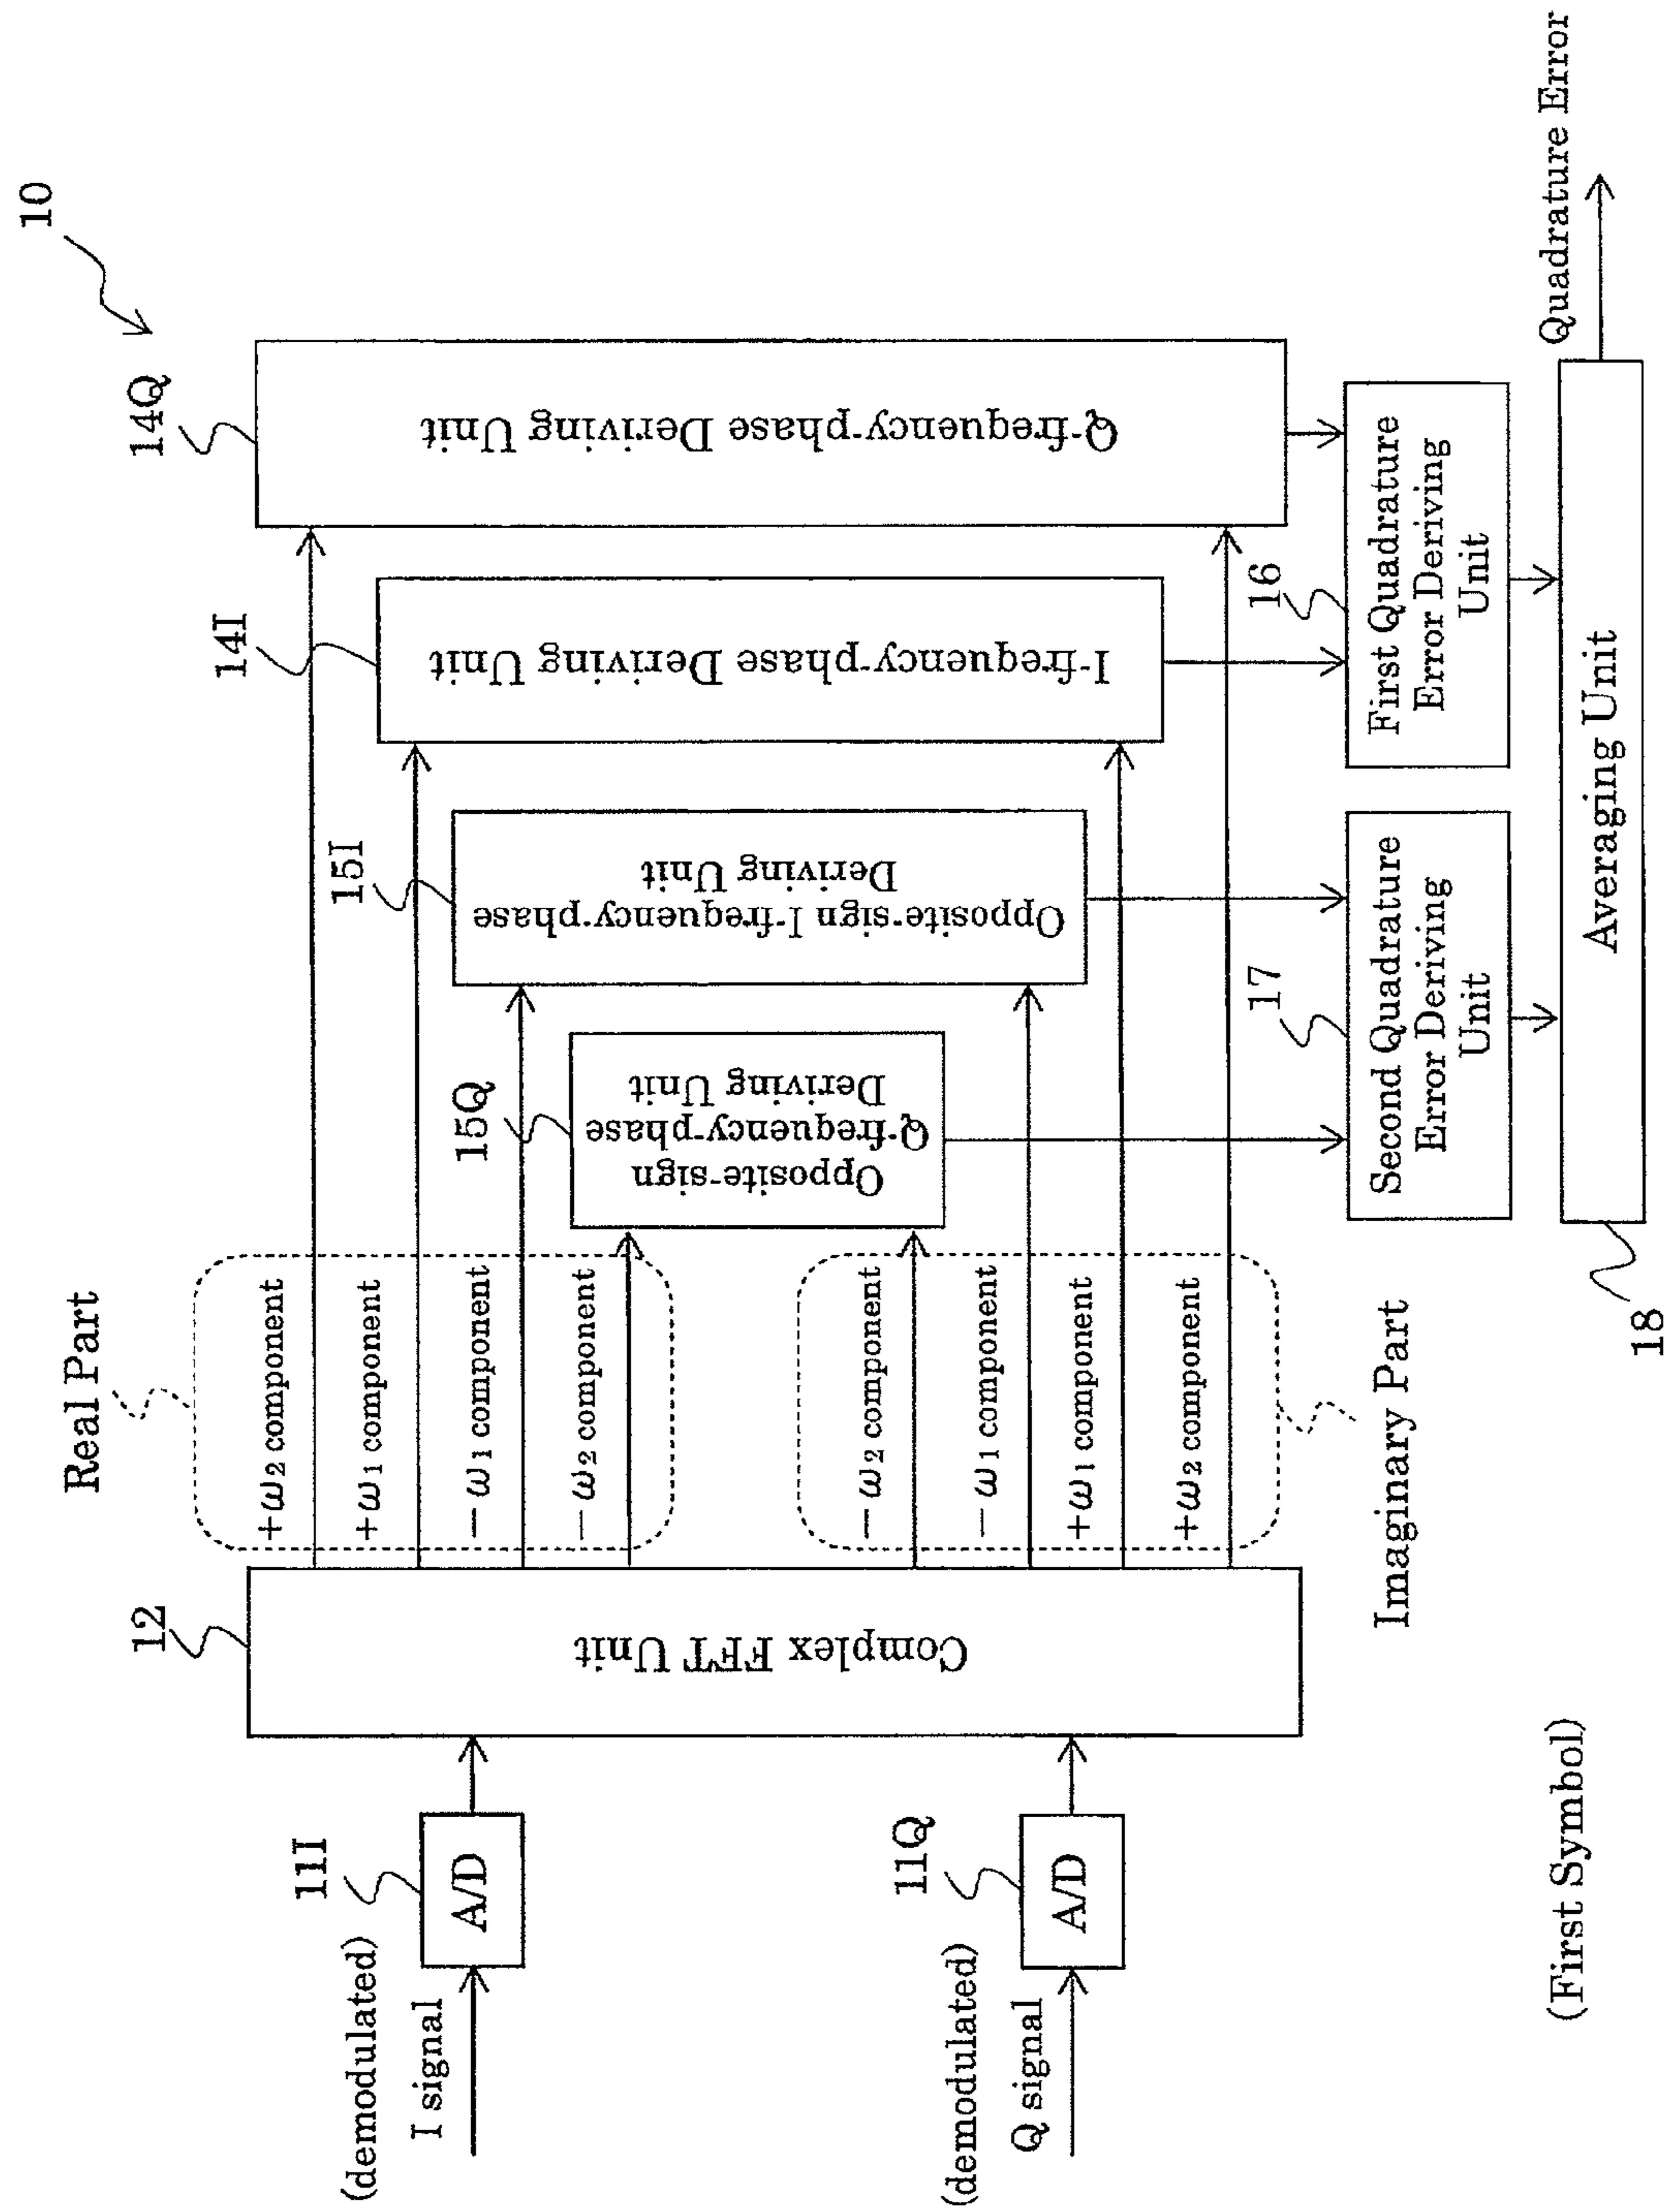 10
Real Part
12
14Q
14I
15I
15Q
11I
(demodulated)
I signal
A/D
11Q
(demodulated)
Q signal
A/D
Complex FFT Unit
+ω2 component
+ω1 component
−ω1 component
−ω2 component
−ω2 component
−ω1 component
+ω1 component
+ω2 component
Imaginary Part
Opposite-sign
Q-frequency-phase
Deriving Unit
Opposite-sign I-frequency-phase
Deriving Unit
I-frequency-phase Deriving Unit
Q-frequency-phase Deriving Unit
17
Second Quadrature
Error Deriving
Unit
16
First Quadrature
Error Deriving
Unit
18
Averaging Unit
Quadrature Error
(First Symbol)